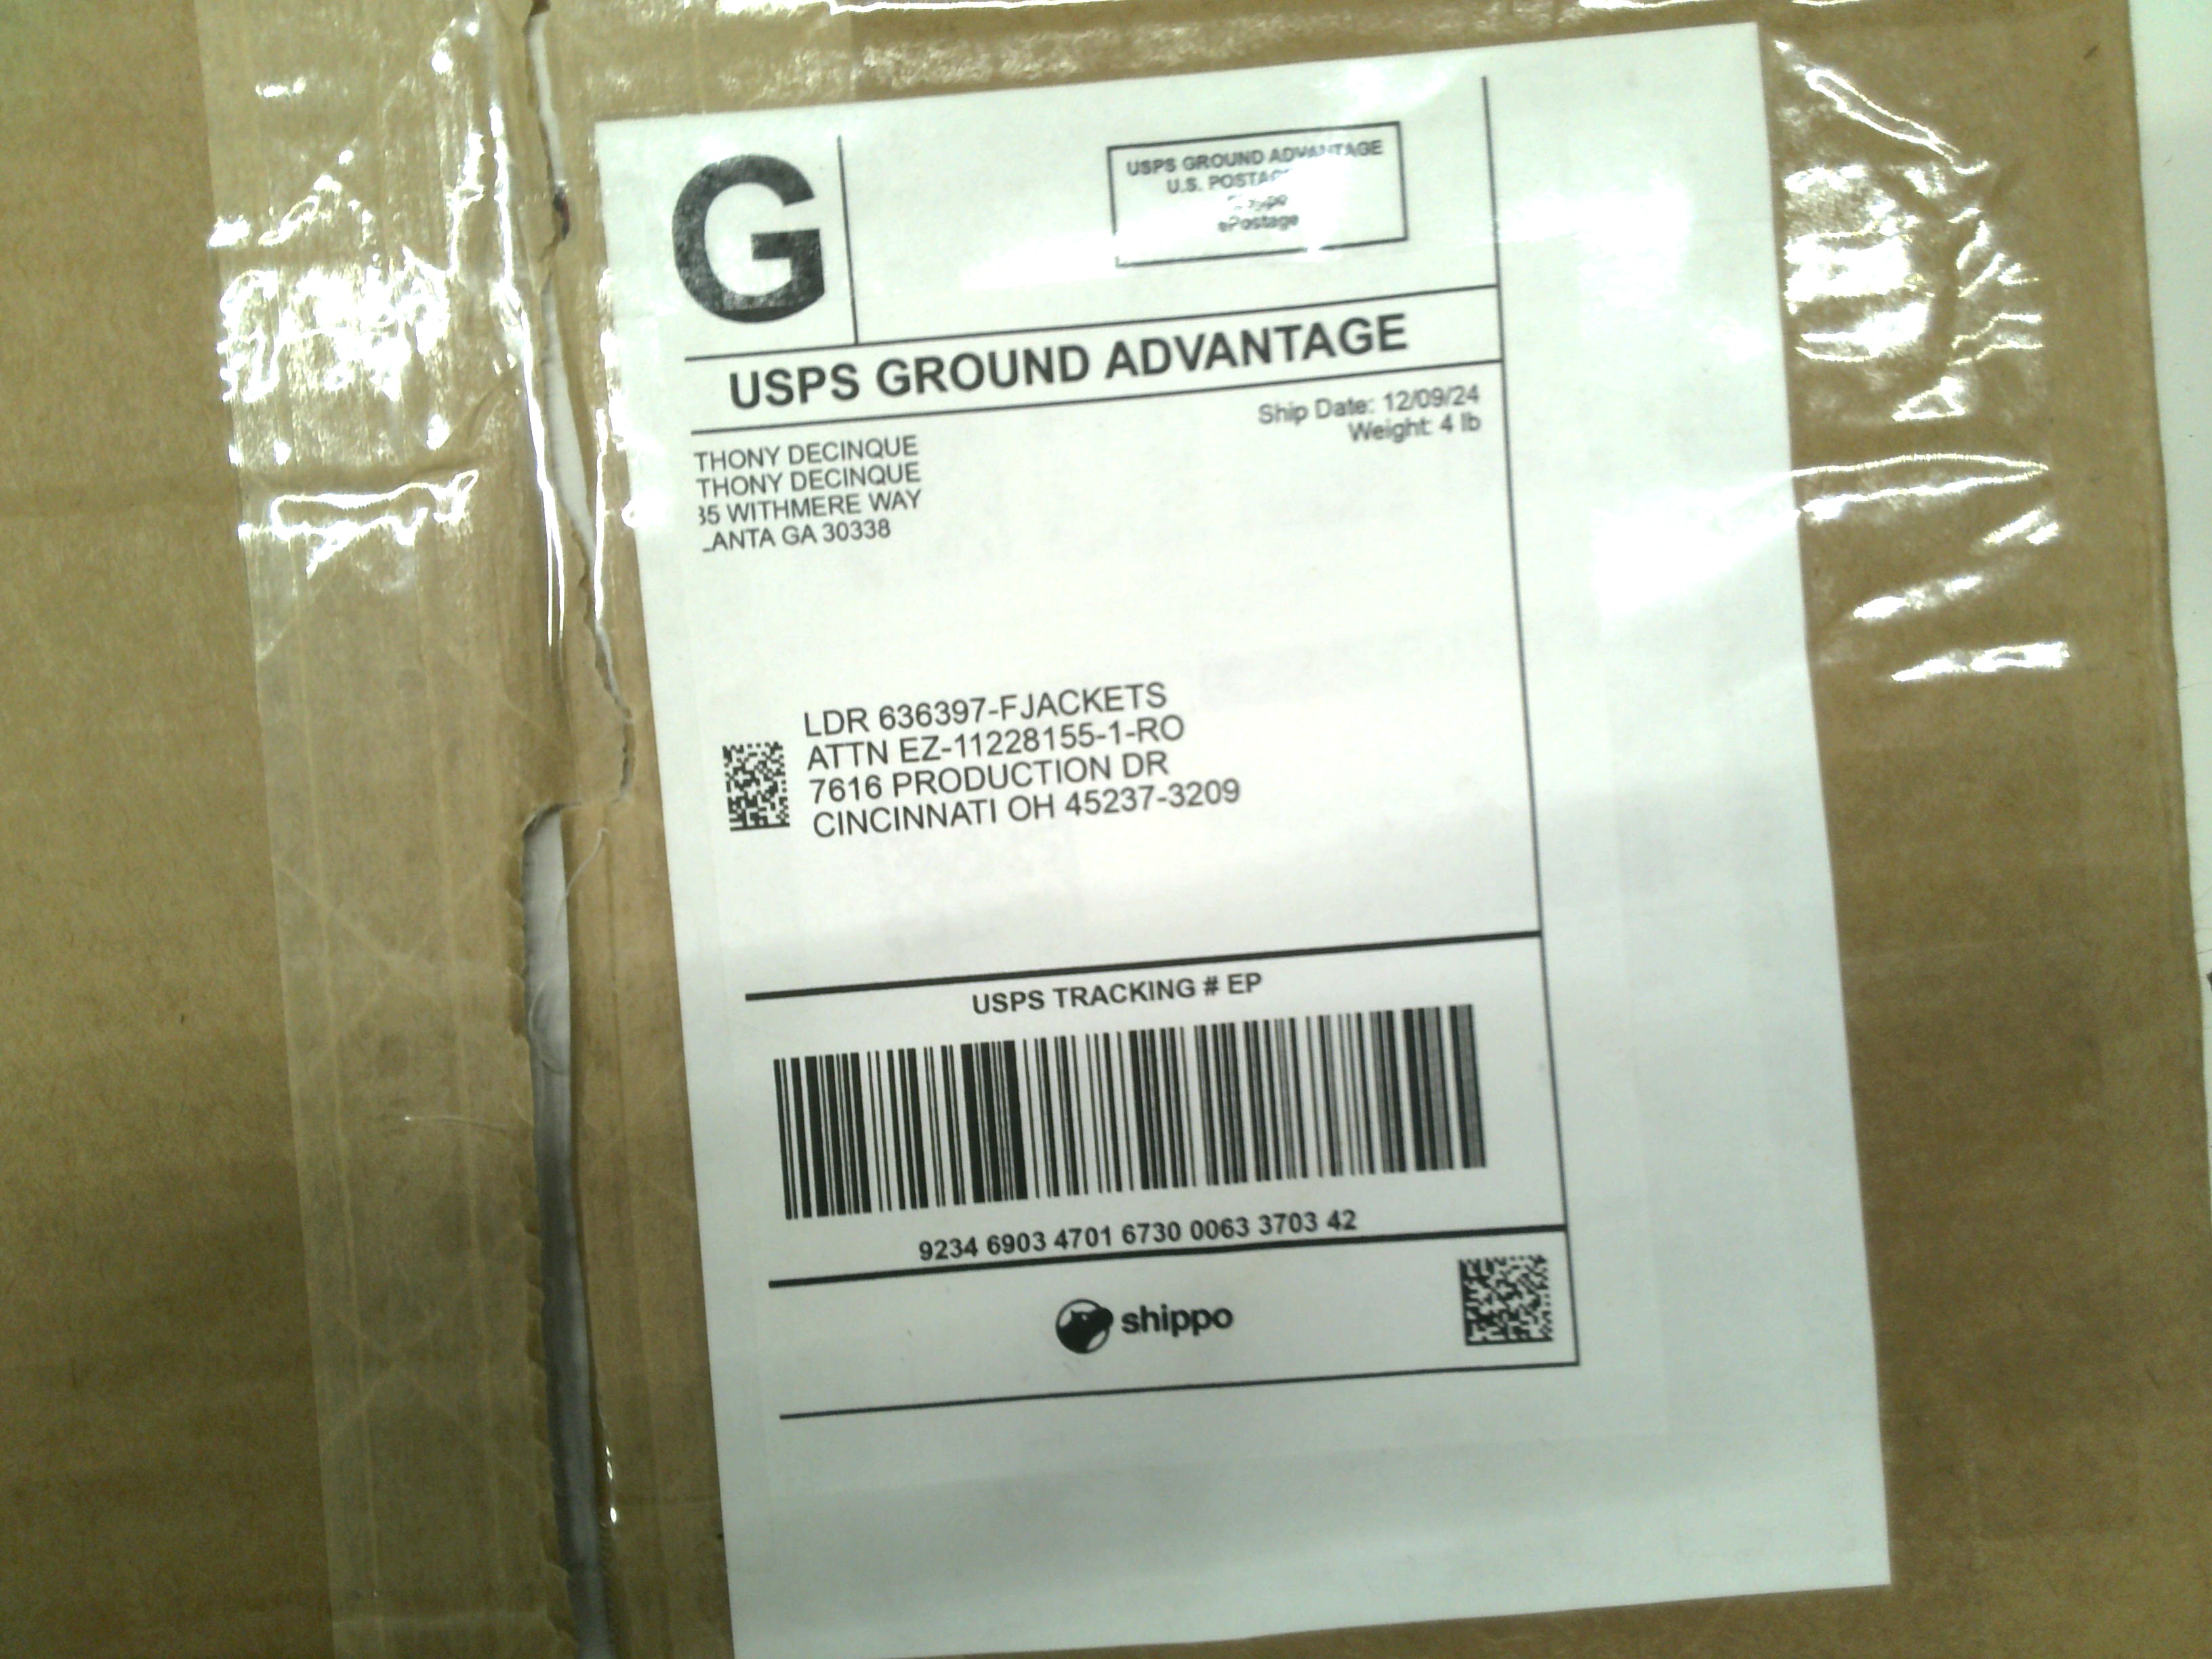 G
USPS GROUND ADVANTAGE
U.S. POSTAGE
ePostage
USPS GROUND ADVANTAGE
Ship Date: 12/09/24
Weight: 4 lb
THONY DECINQUE
THONY DECINQUE
35 WITHMERE WAY
LANTA GA 30338
LDR 636397-FJACKETS
ATTN EZ-11228155-1-RO
7616 PRODUCTION DR
CINCINNATI OH 45237-3209
USPS TRACKING # EP
9234 6903 4701 6730 0063 3703 42
shippo